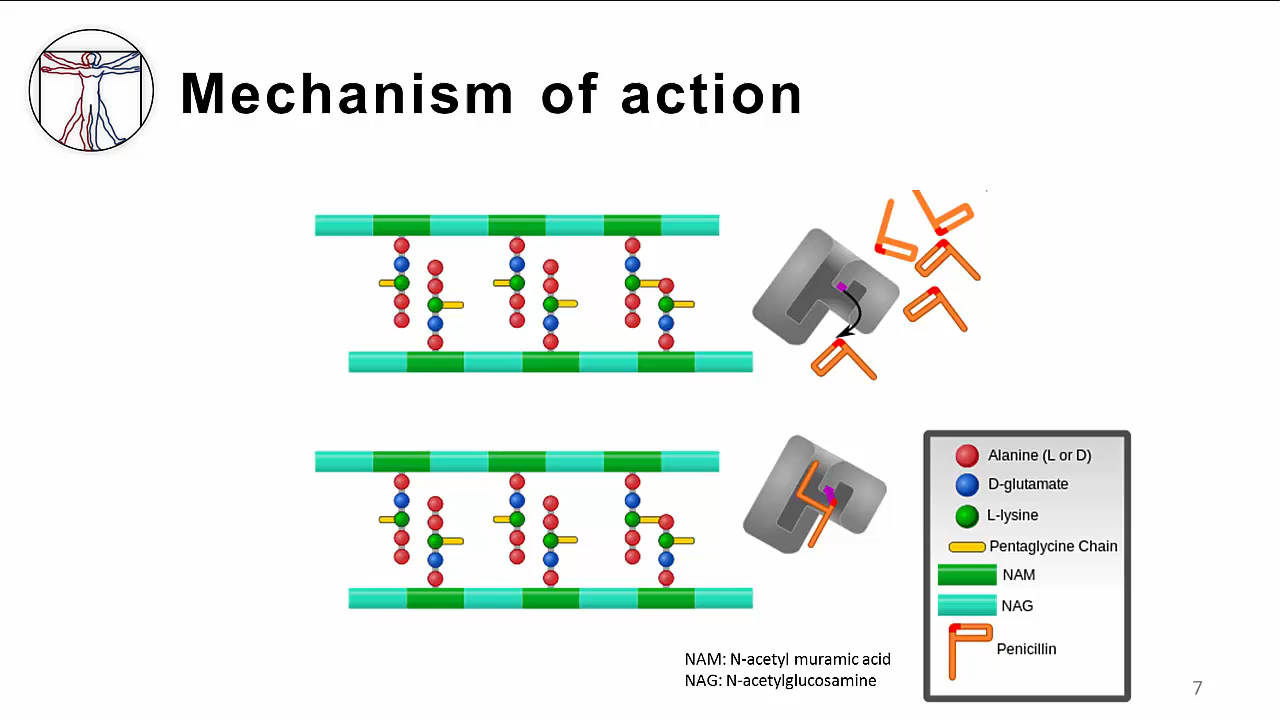 Mechanism of action
Alanine (L or D)
D-glutamate
L-lysine
Pentaglycine Chain
NAM
NAG
Penicillin
NAM: N-acetyl muramic acid
NAG: N-acetylglucosamine
7